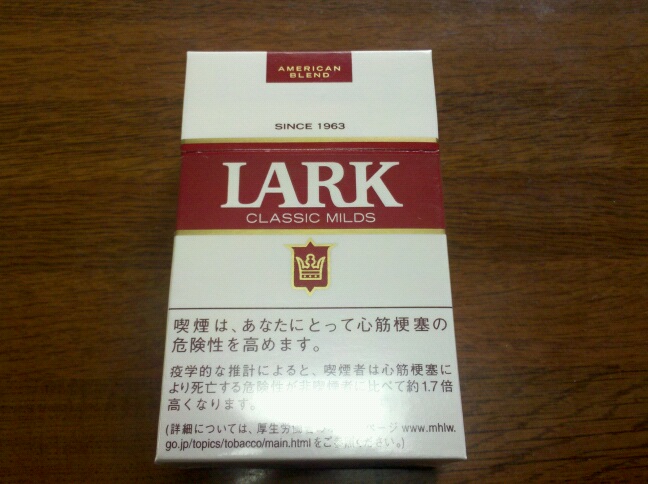 AMERICAN
BLEND
SINCE 1963
LARK
CLASSIC MILDS
喫煙は、あなたにとって心筋梗塞の
危険性を高めます。
疫学的な推計によると、喫煙者は心筋梗塞に
より死亡する危険性が非喫煙者に比べて約1.7倍
高くなります。
(詳細については、厚生労働省 ページ www.mhlw.
go.jp/topics/tobacco/main.html をご参照ください。)